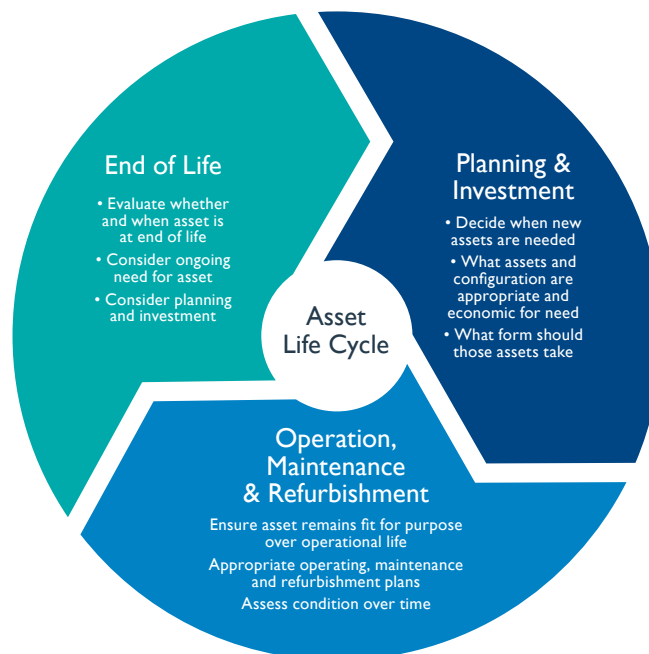 End of Life
• Evaluate whether
and when asset is
at end of life
• Consider ongoing
need for asset
• Consider planning
and investment
Planning &
Investment
• Decide when new
assets are needed
• What assets and
configuration are
appropriate and
economic for need
• What form should
those assets take
Asset
Life Cycle
Operation,
Maintenance
& Refurbishment
Ensure asset remains fit for purpose
over operational life
Appropriate operating, maintenance
and refurbishment plans
Assess condition over time